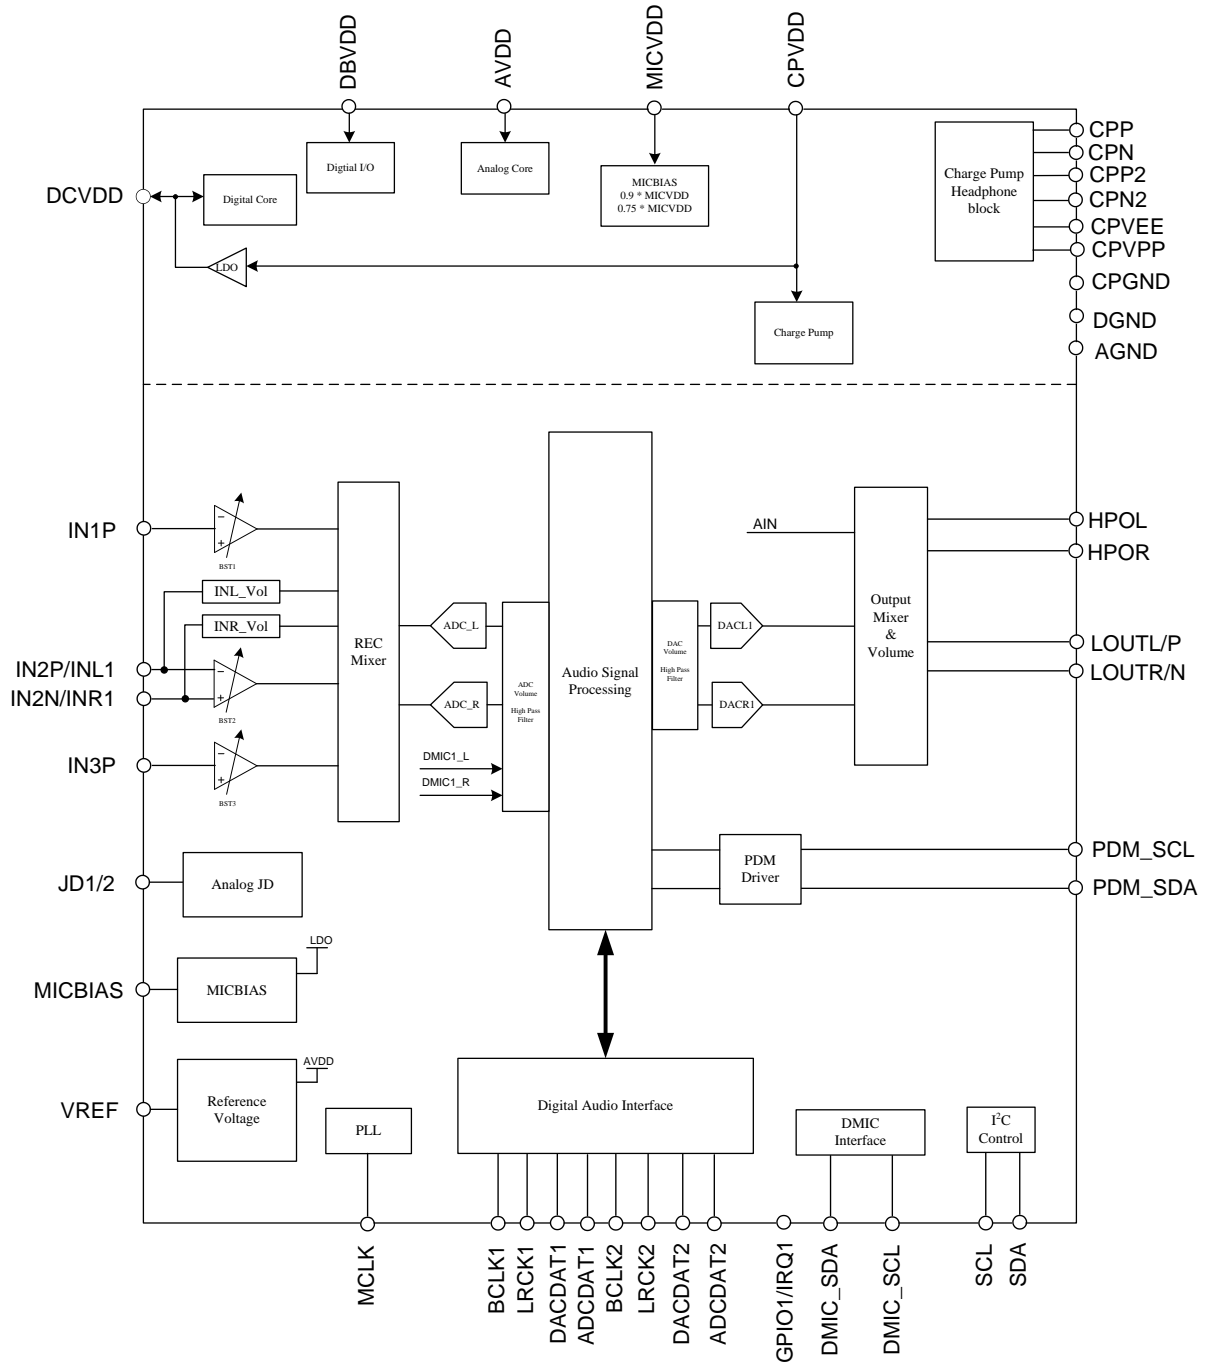 DBVDD
AVDD
MICVDD
CPVDD
DCVDD
Digital Core
Digtial I/O
Analog Core
MICBIAS
0.9 * MICVDD
0.75 * MICVDD
LDO
Charge Pump
Charge Pump
Headphone
block
CPP
CPN
CPP2
CPN2
CPVEE
CPVPP
CPGND
DGND
AGND
IN1P
IN2P/INL1
IN2N/INR1
IN3P
−
+
BST1
INL_Vol
INR_Vol
−
+
BST2
−
+
BST3
REC
Mixer
ADC_L
ADC_R
DMIC1_L
DMIC1_R
ADC
Volume
High Pass
Filter
Audio Signal
Processing
DAC
Volume
High Pass
Filter
DACL1
DACR1
AIN
Output
Mixer
&
Volume
HPOL
HPOR
LOUTL/P
LOUTR/N
PDM
Driver
PDM_SCL
PDM_SDA
JD1/2
Analog JD
MICBIAS
MICBIAS
LDO
VREF
Reference
Voltage
AVDD
PLL
Digital Audio Interface
DMIC
Interface
I²C
Control
MCLK
BCLK1
LRCK1
DACDAT1
ADCDAT1
BCLK2
LRCK2
DACDAT2
ADCDAT2
GPIO1/IRQ1
DMIC_SDA
DMIC_SCL
SCL
SDA